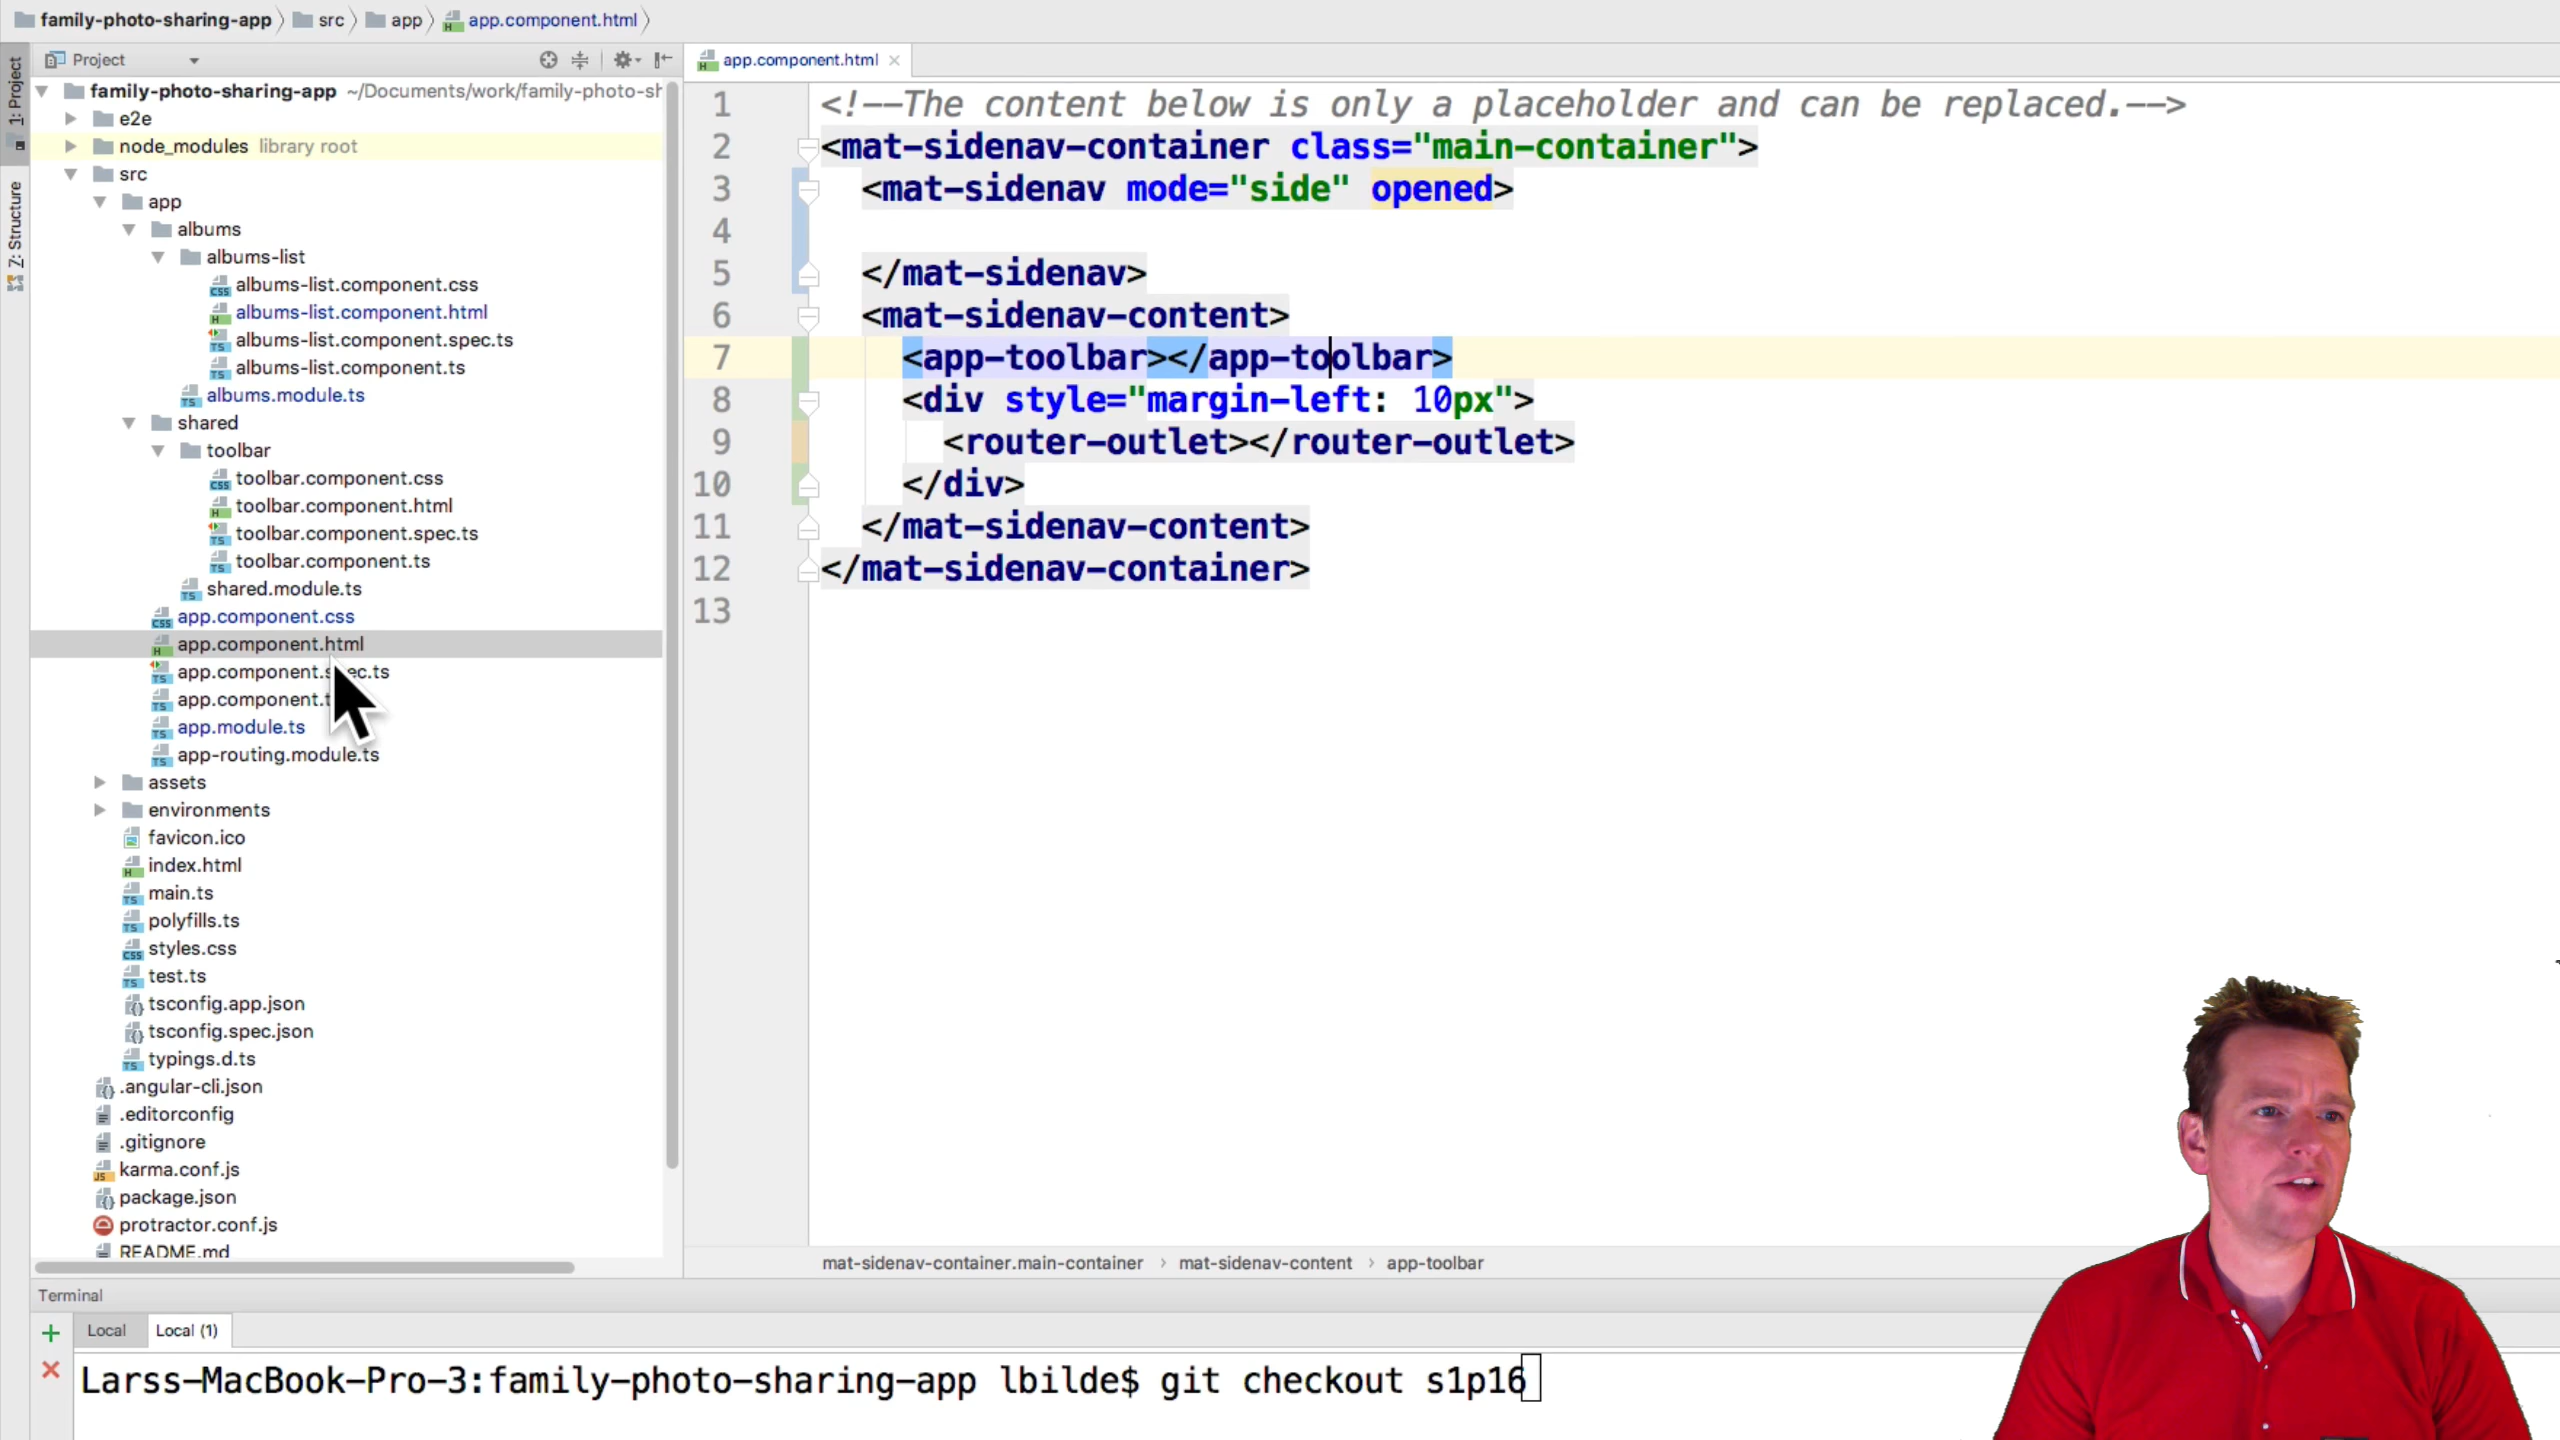 family-photo-sharing-app src app app.component.html
1: Project
Z: Structure
Project
family-photo-sharing-app ~/Documents/work/family-photo-sh
e2e
node_modules library root
src
app
albums
albums-list
albums-list.component.css
albums-list.component.html
albums-list.component.spec.ts
albums-list.component.ts
albums.module.ts
shared
toolbar
toolbar.component.css
toolbar.component.html
toolbar.component.spec.ts
toolbar.component.ts
shared.module.ts
app.component.css
app.component.html
app.component.spec.ts
app.component.t
app.module.ts
app-routing.module.ts
assets
environments
favicon.ico
index.html
main.ts
polyfills.ts
styles.css
test.ts
tsconfig.app.json
tsconfig.spec.json
typings.d.ts
.angular-cli.json
.editorconfig
.gitignore
karma.conf.js
package.json
protractor.conf.js
README.md
app.component.html
1 <!--The content below is only a placeholder and can be replaced.-->
2 <mat-sidenav-container class="main-container">
3 <mat-sidenav mode="side" opened>
4
5 </mat-sidenav>
6 <mat-sidenav-content>
7 <app-toolbar></app-toolbar>
8 <div style="margin-left: 10px">
9 <router-outlet></router-outlet>
10 </div>
11 </mat-sidenav-content>
12 </mat-sidenav-container>
13
mat-sidenav-container.main-container › mat-sidenav-content › app-toolbar
Terminal
Local Local (1)
Larss-MacBook-Pro-3:family-photo-sharing-app lbilde$ git checkout s1p16